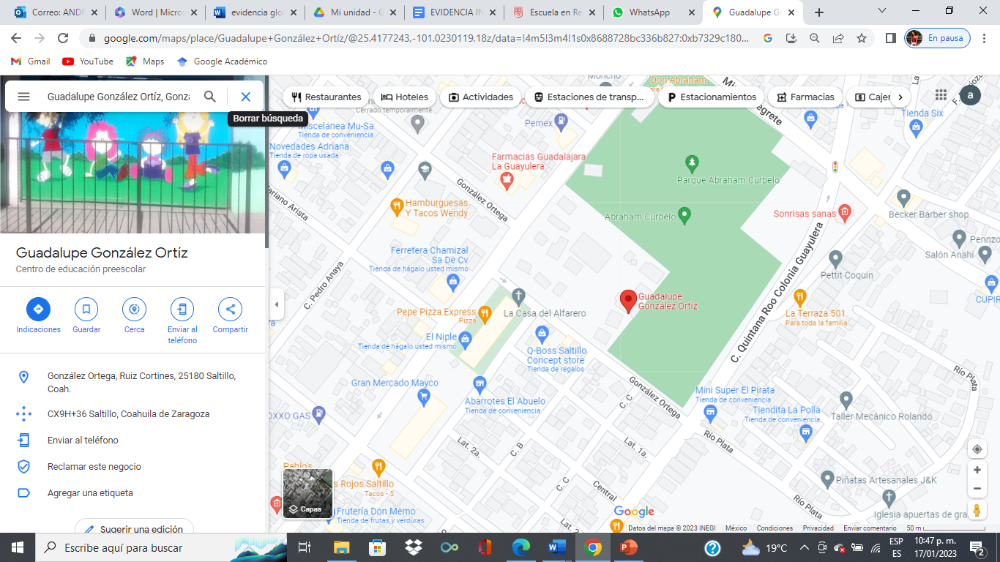 Correo: ANDR
Word | Micros
evidencia glo
Mi unidad - G
EVIDENCIA IN
Escuela en Re
WhatsApp
Guadalupe Go
google.com/maps/place/Guadalupe+González+Ortíz/@25.4177243,-101.0230119,18z/data=!4m5!3m4!1s0x8688728bc336b827:0xb7329c180...
En pausa
Gmail
YouTube
Maps
Google Académico
Guadalupe González Ortíz, Gonza
Borrar búsqueda
Restaurantes
Hoteles
Actividades
Estaciones de transp...
Estacionamientos
Farmacias
Cajer
a
Guadalupe González Ortíz
Centro de educación preescolar
Indicaciones
Guardar
Cerca
Enviar al
teléfono
Compartir
González Ortega, Ruiz Cortines, 25180 Saltillo,
Coah.
CX9H+36 Saltillo, Coahuila de Zaragoza
Enviar al teléfono
Reclamar este negocio
Agregar una etiqueta
Sugerir una edición
Moncho
Don Abraham
Cerrado temporalmente
Miscelanea Mu-Sa
Tienda de conveniencia
Pemex
Tienda Six
Novedades Adriana
Tienda de ropa usada
Farmacias Guadalajara
La Guayulera
Parque Abraham Curbelo
González Ortega
Mariano Arista
Hamburguesas
Y Tacos Wendy
Abraham Curbelo
Sonrisas sanas
Becker Barber shop
Pennzo
Salón Anahí
Ferretera Chamizal
Sa De Cv
Tienda de hágalo usted mismo
C. Pedro Anaya
C. Quintana Roo Colonia Guayulera
Pettit Coquin
CUPIR
Guadalupe
González Ortíz
La Casa del Alfarero
Pepe Pizza Express
Pizza
La Terraza 501
Para toda la familia
El Niple
Tienda de hágalo usted mismo
Q-Boss Saltillo
Concept store
Tienda de regalos
Gran Mercado Mayco
González Ortega
C. C
Río Plata
Mini Super El Pirata
Tienda de conveniencia
Abarrotes El Abuelo
Tienda de conveniencia
Tiendita La Polla
Tienda de conveniencia
OXXO GAS
Taller Mecánico Rolando
Lat. 2a.
C. B
Lat. 1a.
Río Plata
Pablo's
s Rojos Saltillo
Tacos • $
C. C
Central
Piñatas Artesanales J&K
Río Plata
Capas
Frutería Don Memo
Tienda de frutas y verduras
Lat. 2
Google
Iglesia apuertas de gra
Datos del mapa © 2023 INEGI
México
Condiciones
Privacidad
Enviar comentario
50 m
Escribe aquí para buscar
19°C
ESP
ES
10:47 p. m.
17/01/2023
2